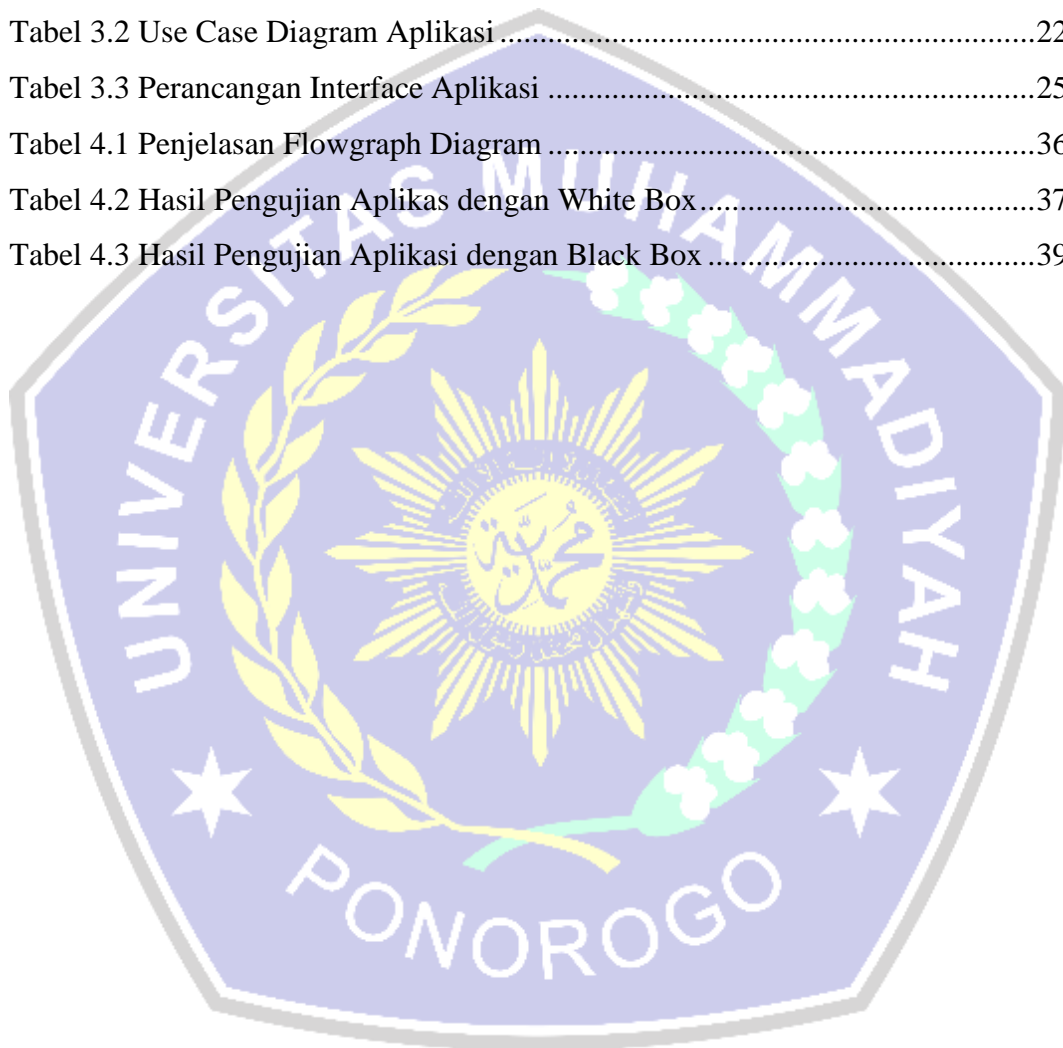 Tabel 3.2 Use Case Diagram Aplikasi ........................................................................22
Tabel 3.3 Perancangan Interface Aplikasi ..................................................................25
Tabel 4.1 Penjelasan Flowgraph Diagram ..................................................................36
Tabel 4.2 Hasil Pengujian Aplikas dengan White Box.............................................37
Tabel 4.3 Hasil Pengujian Aplikasi dengan Black Box ............................................39
UNIVERSITAS MUHAMMADIYAH
محمدية
PONOROGO